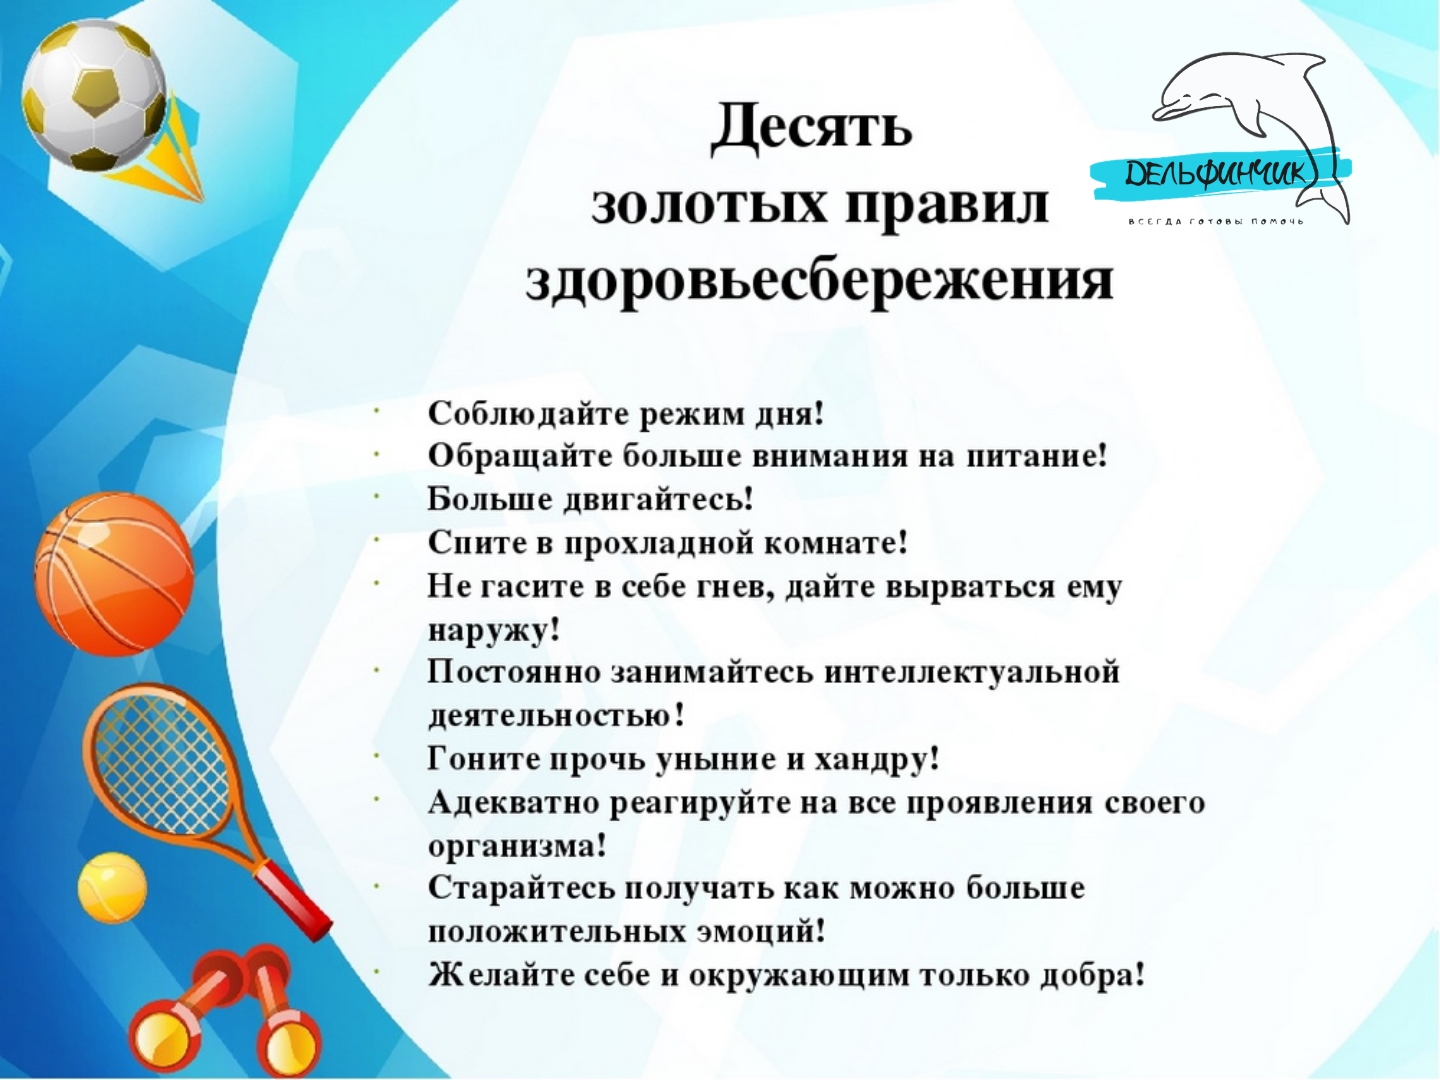 Десять
золотых правил
здоровьесбережения
ДЕЛЬФИНЧИК
ВСЕГДА ГОТОВЫ ПОМОЧЬ
· Соблюдайте режим дня!
· Обращайте больше внимания на питание!
· Больше двигайтесь!
· Спите в прохладной комнате!
· Не гасите в себе гнев, дайте вырваться ему
наружу!
· Постоянно занимайтесь интеллектуальной
деятельностью!
· Гоните прочь уныние и хандру!
· Адекватно реагируйте на все проявления своего
организма!
· Старайтесь получать как можно больше
положительных эмоций!
· Желайте себе и окружающим только добра!